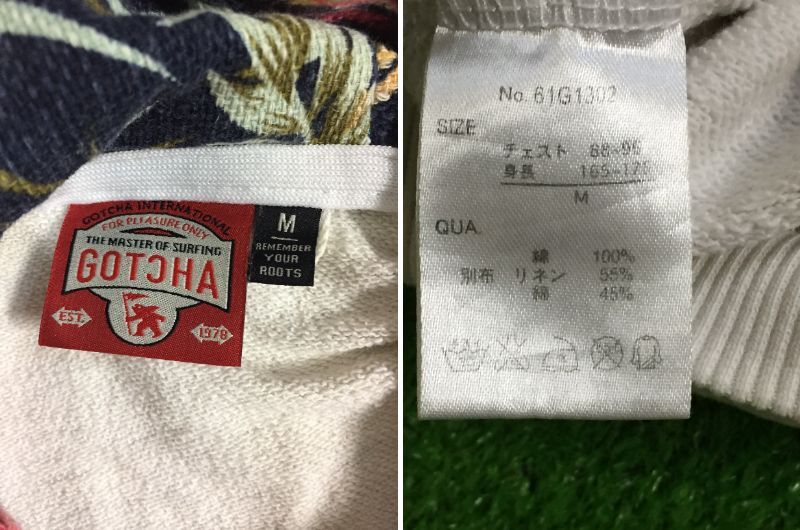 GOTCHA INTERNATIONAL
FOR PLEASURE ONLY
THE MASTER OF SURFING
GOTCHA
EST.
1978
M
REMEMBER
YOUR
ROOTS
No. 61G1302
SIZE
チェスト 88-96
身長 165-175
M
QUA.
綿 100%
別布 リネン 55%
綿 45%